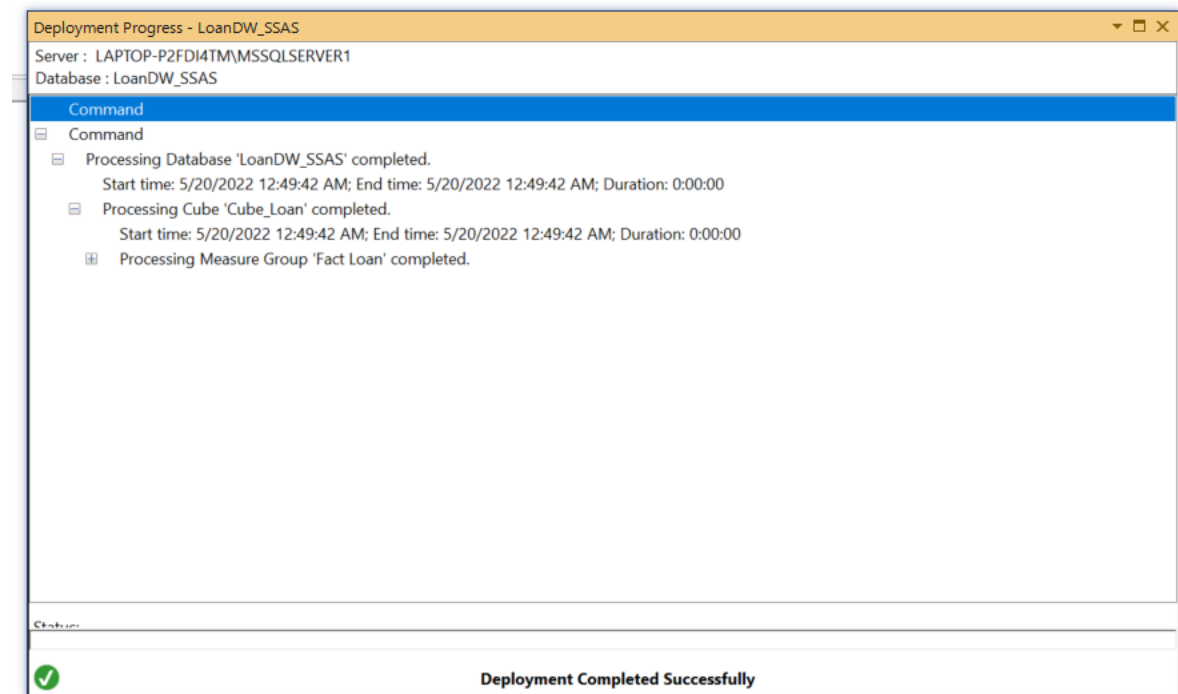 Deployment Progress - LoanDW_SSAS
Server : LAPTOP-P2FDI4TM\MSSQLSERVER1
Database : LoanDW_SSAS
Command
Command
Processing Database 'LoanDW_SSAS' completed.
Start time: 5/20/2022 12:49:42 AM; End time: 5/20/2022 12:49:42 AM; Duration: 0:00:00
Processing Cube 'Cube_Loan' completed.
Start time: 5/20/2022 12:49:42 AM; End time: 5/20/2022 12:49:42 AM; Duration: 0:00:00
Processing Measure Group 'Fact Loan' completed.
Status:
Deployment Completed Successfully